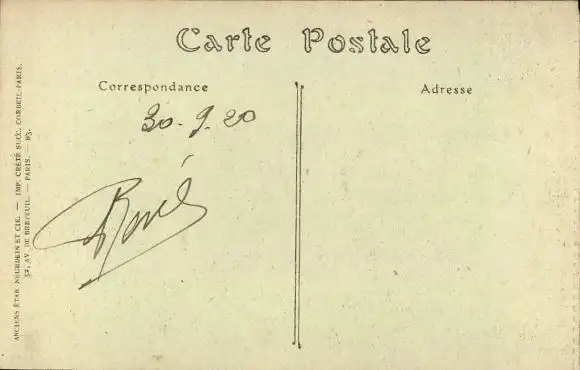 Carte Postale
Correspondance
Adresse
30.9.20
René
ANCIENS ÉTAB. NEURDEIN ET CIE. — IMP. CRÉTÉ SUCC. CORBEIL-PARIS.
52, AV. DE BRETEUIL. — PARIS. —